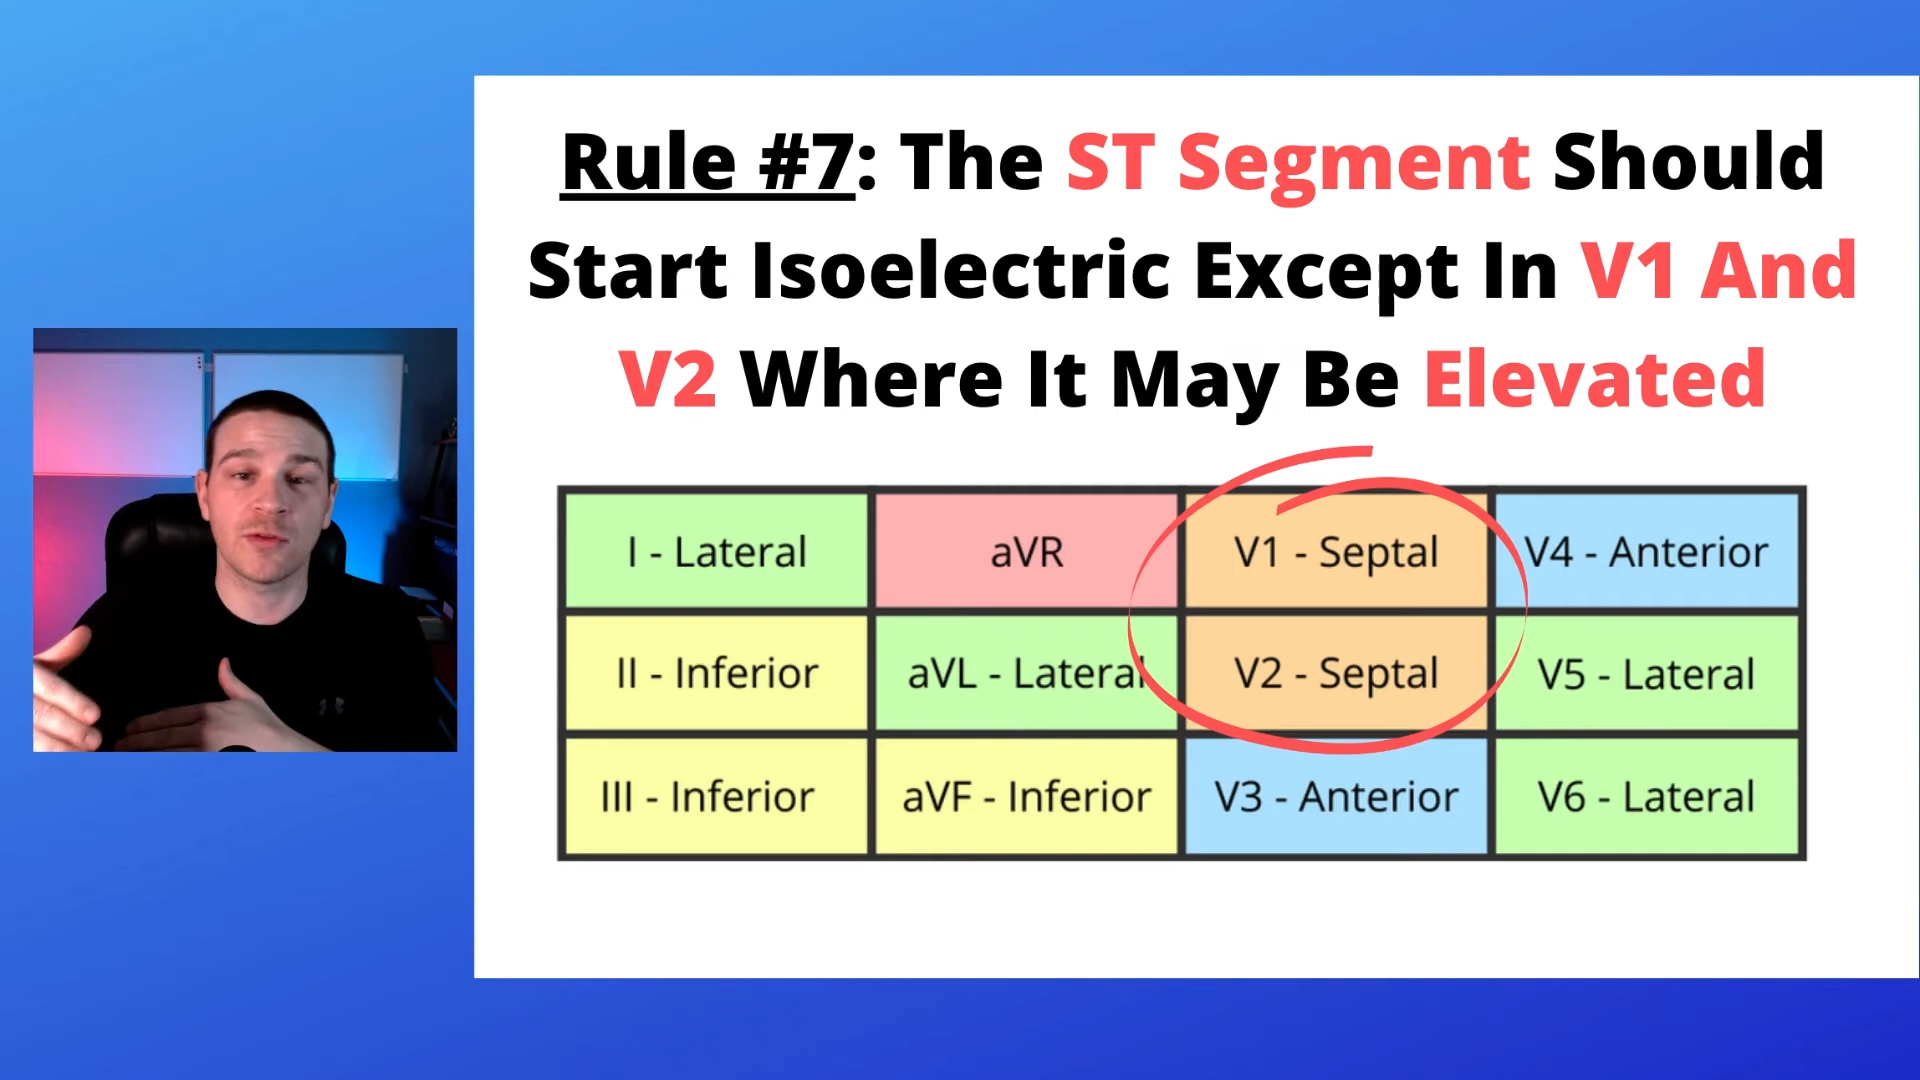 Rule #7: The ST Segment Should
Start Isoelectric Except In V1 And
V2 Where It May Be Elevated
I - Lateral
aVR
V1 - Septal
V4 - Anterior
II - Inferior
aVL - Lateral
V2 - Septal
V5 - Lateral
III - Inferior
aVF - Inferior
V3 - Anterior
V6 - Lateral